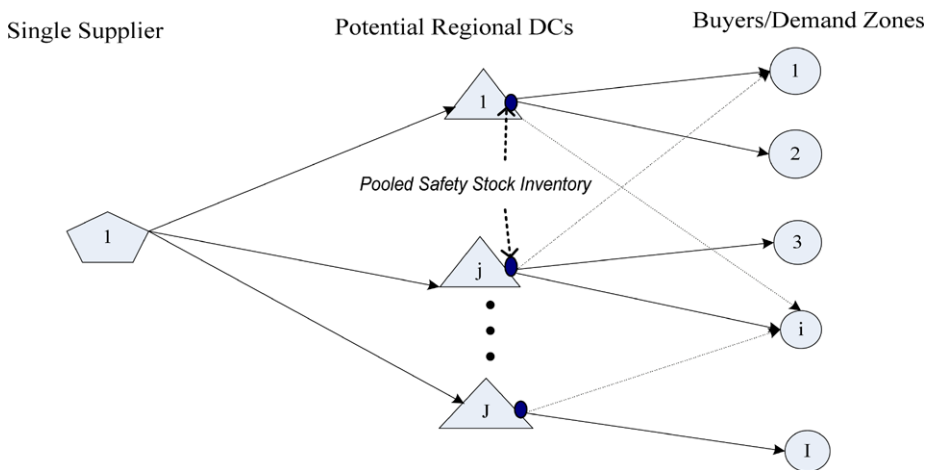 Single Supplier
Potential Regional DCs
Buyers/Demand Zones
1
1
2
Pooled Safety Stock Inventory
1
3
j
i
J
I